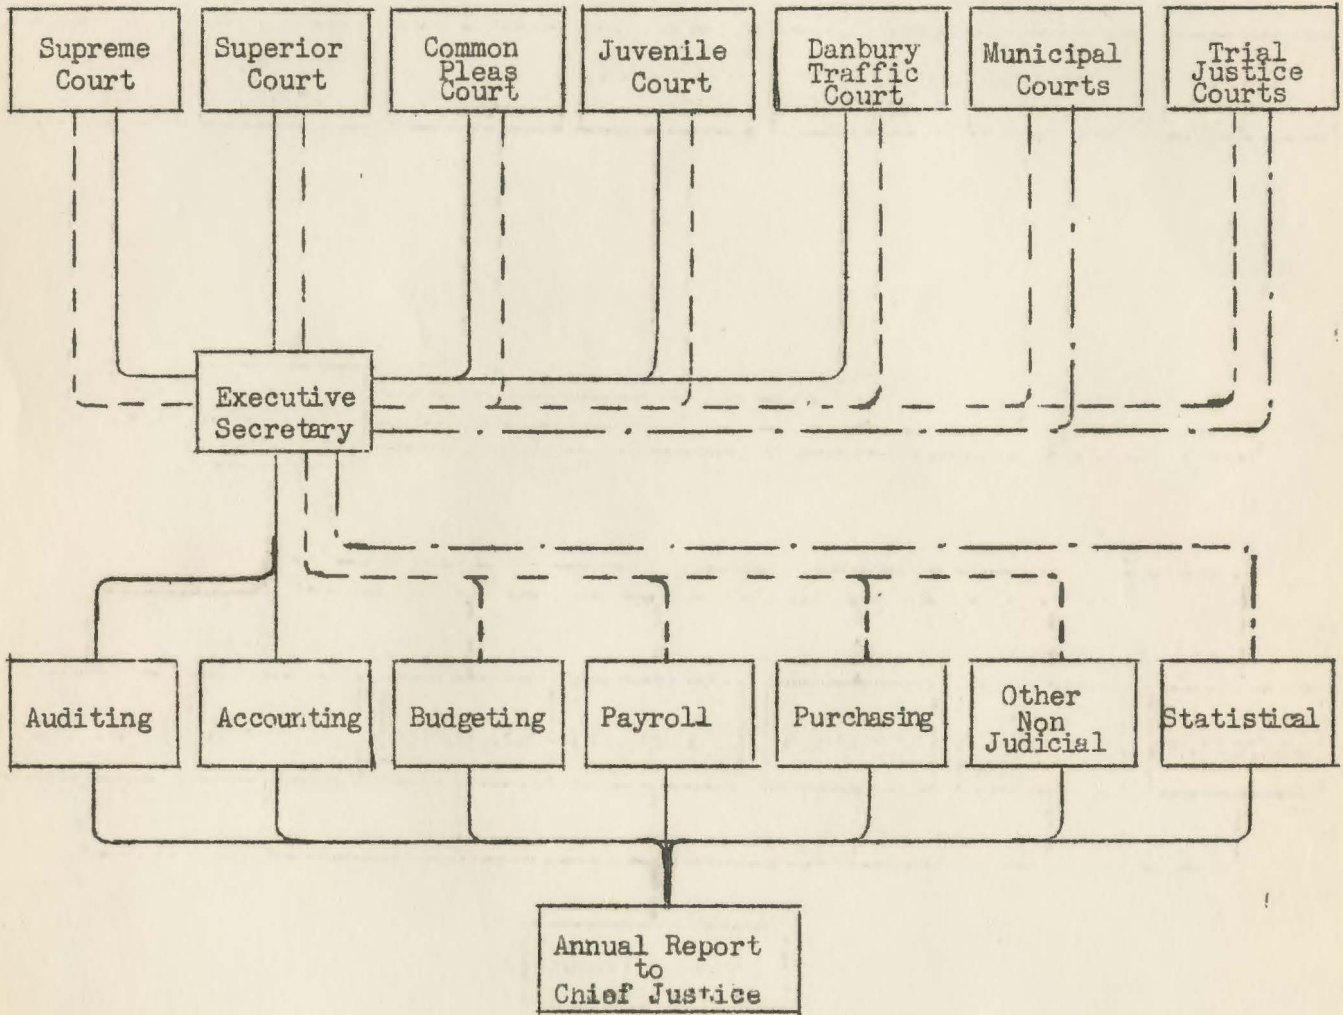 Supreme
Court
Superior
Court
Common
Pleas
Court
Juvenile
Court
Danbury
Traffic
Court
Municipal
Courts
Trial
Justice
Courts
Executive
Secretary
Auditing
Accounting
Budgeting
Payroll
Purchasing
Other
Non
Judicial
Statistical
Annual Report
to
Chief Justice